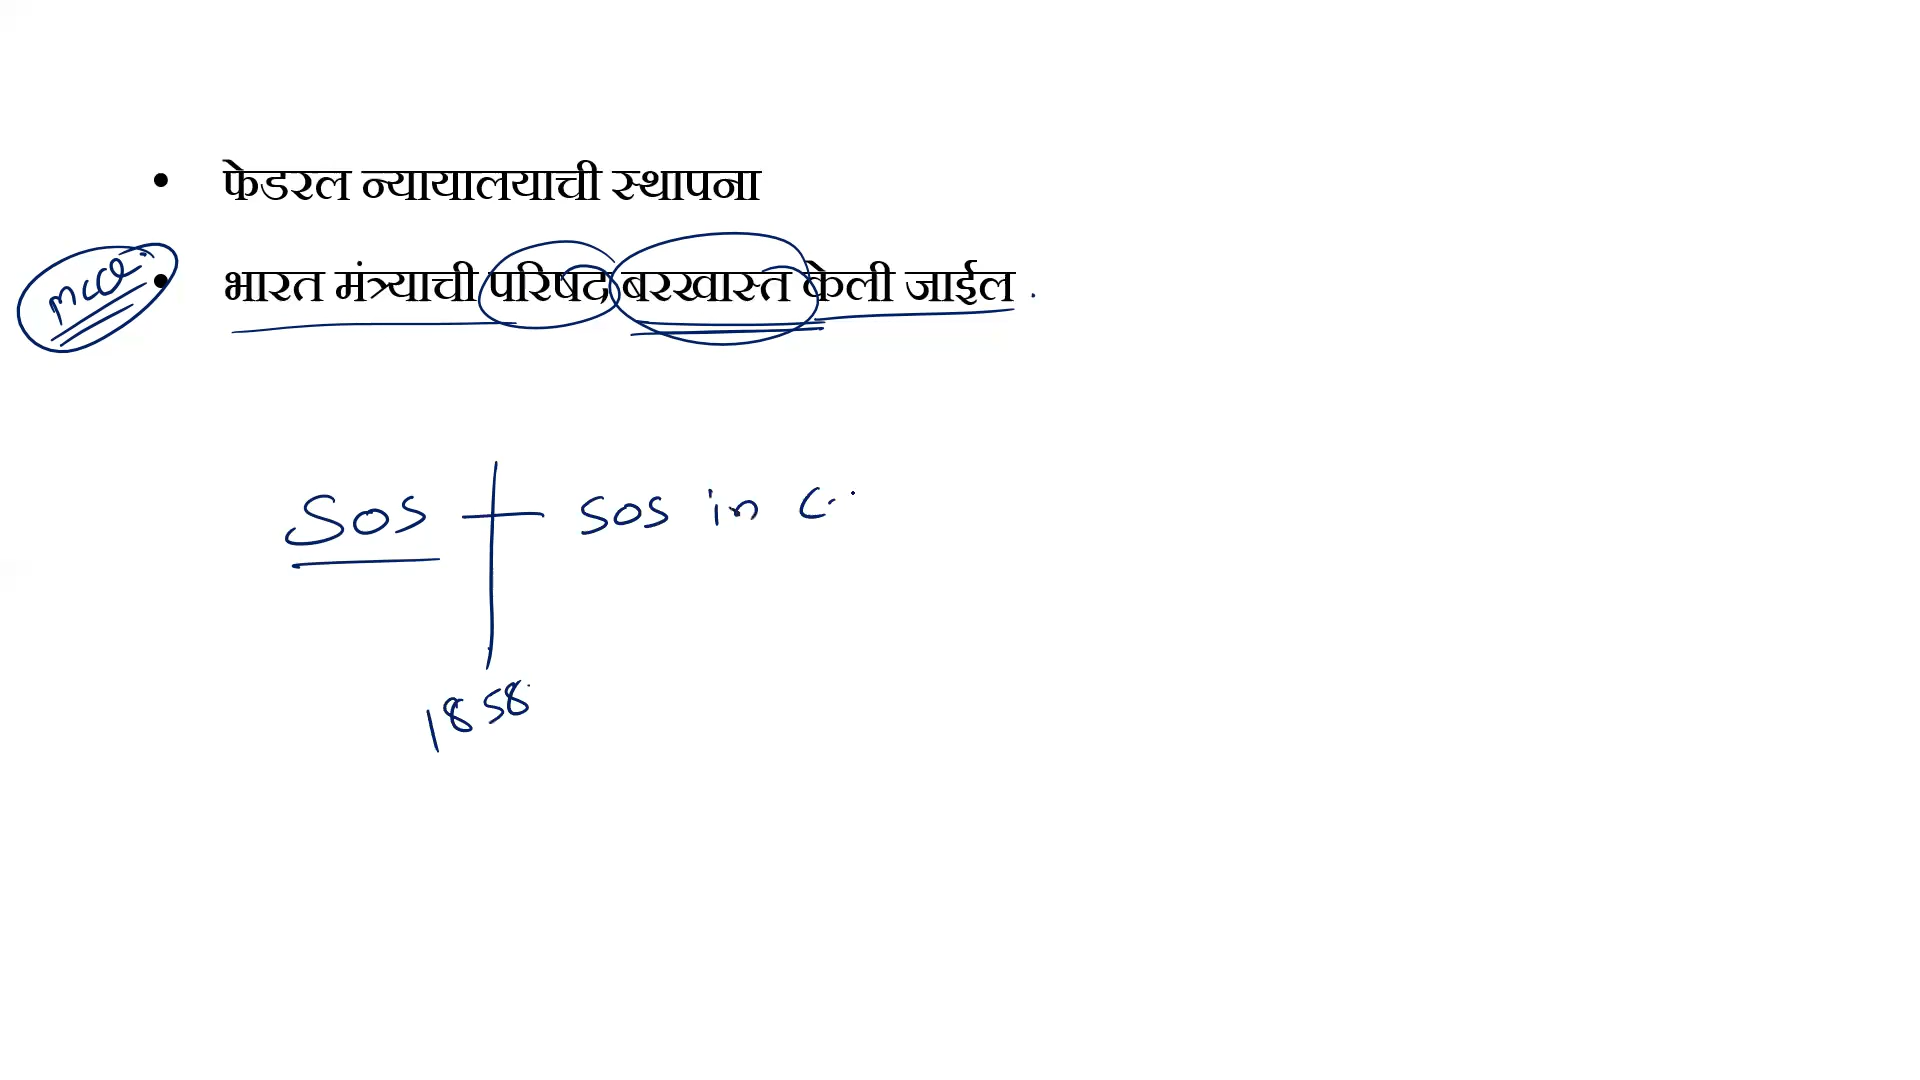 • फेडरल न्यायालयाची स्थापना
MCQ
• भारत मंत्र्याची परिषद बरखास्त केली जाईल
SOS
SOS in C
1858